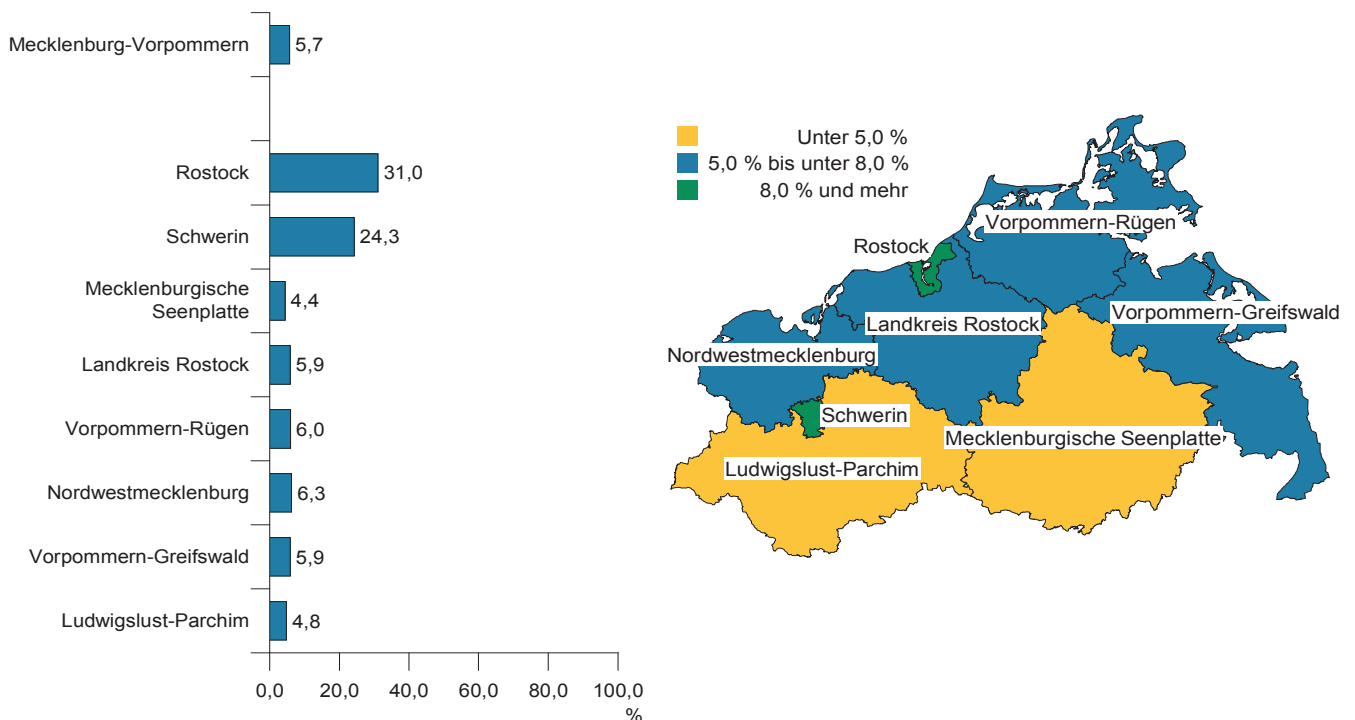 Mecklenburg-Vorpommern
5,7
Rostock
31,0
Schwerin
24,3
Mecklenburgische
Seenplatte
4,4
Landkreis Rostock
5,9
Vorpommern-Rügen
6,0
Nordwestmecklenburg
6,3
Vorpommern-Greifswald
5,9
Ludwigslust-Parchim
4,8
0,0 20,0 40,0 60,0 80,0 100,0
%
Unter 5,0 %
5,0 % bis unter 8,0 %
8,0 % und mehr
Vorpommern-Rügen
Rostock
Vorpommern-Greifswald
Landkreis Rostock
Nordwestmecklenburg
Schwerin
Mecklenburgische Seenplatte
Ludwigslust-Parchim